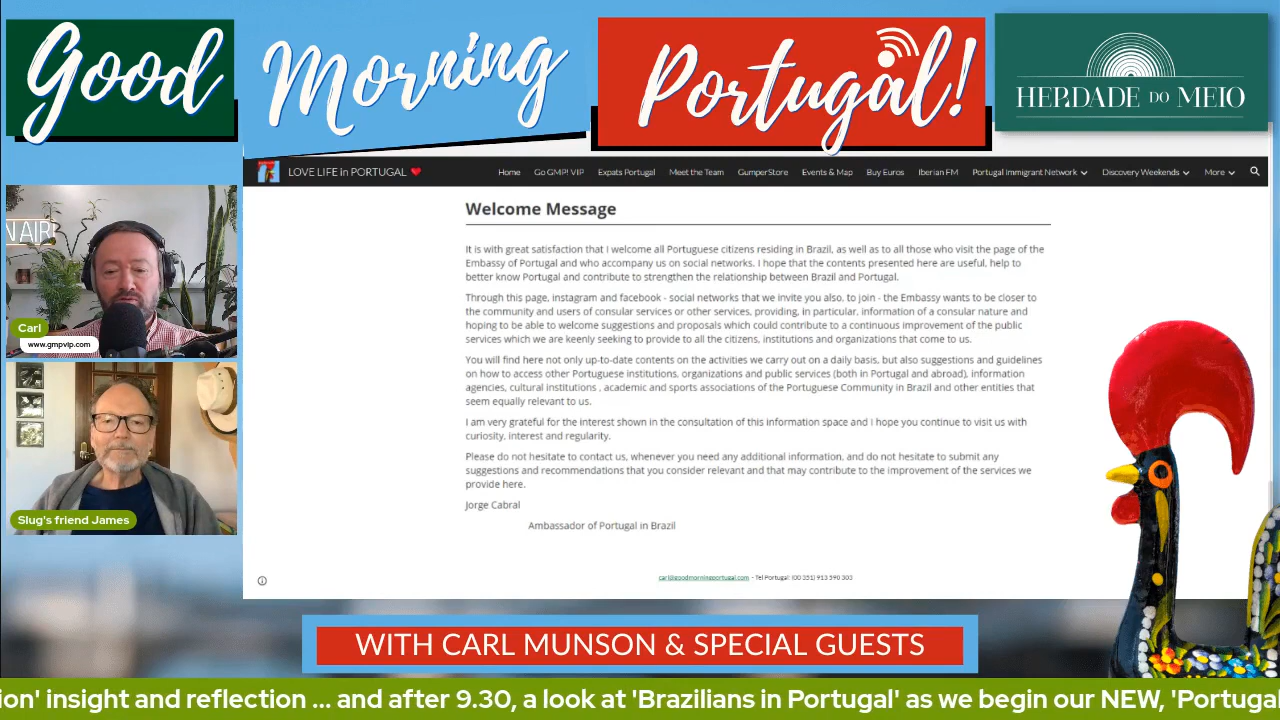 Good
Morning
Portugal!
HERDADE DO MEIO
LOVE LIFE in PORTUGAL
Home Go GMP! VIP Expats Portugal Meet the Team GumperStore Events & Map Buy Euros Iberian FM Portugal Immigrant Network Discovery Weekends More
Welcome Message
It is with great satisfaction that I welcome all Portuguese citizens residing in Brazil, as well as to all those who visit the page of the
Embassy of Portugal and who accompany us on social networks. I hope that the contents presented here are useful, help to
better know Portugal and contribute to strengthen the relationship between Brazil and Portugal.
Through this page, instagram and facebook - social networks that we invite you also, to join - the Embassy wants to be closer to
the community and users of consular services or other services, providing, in particular, information of a consular nature and
hoping to be able to welcome suggestions and proposals which could contribute to a continuous improvement of the public
services which we are keenly seeking to provide to all the citizens, institutions and organizations that come to us.
You will find here not only up-to-date contents on the activities we carry out on a daily basis, but also suggestions and guidelines
on how to access other Portuguese institutions, organizations and public services (both in Portugal and abroad), information
agencies, cultural institutions , academic and sports associations of the Portuguese Community in Brazil and other entities that
seem equally relevant to us.
I am very grateful for the interest shown in the consultation of this information space and I hope you continue to visit us with
curiosity, interest and regularity.
Please do not hesitate to contact us, whenever you need any additional information, and do not hesitate to submit any
suggestions and recommendations that you consider relevant and that may contribute to the improvement of the services we
provide here.
Jorge Cabral
Ambassador of Portugal in Brazil
carl@goodmorningportugal.com - Tel Portugal: (00 351) 913 590 303
N AIR
Carl
www.gmpvip.com
Slug's friend James
WITH CARL MUNSON & SPECIAL GUESTS
ion' insight and reflection ... and after 9.30, a look at 'Brazilians in Portugal' as we begin our NEW, 'Portugal